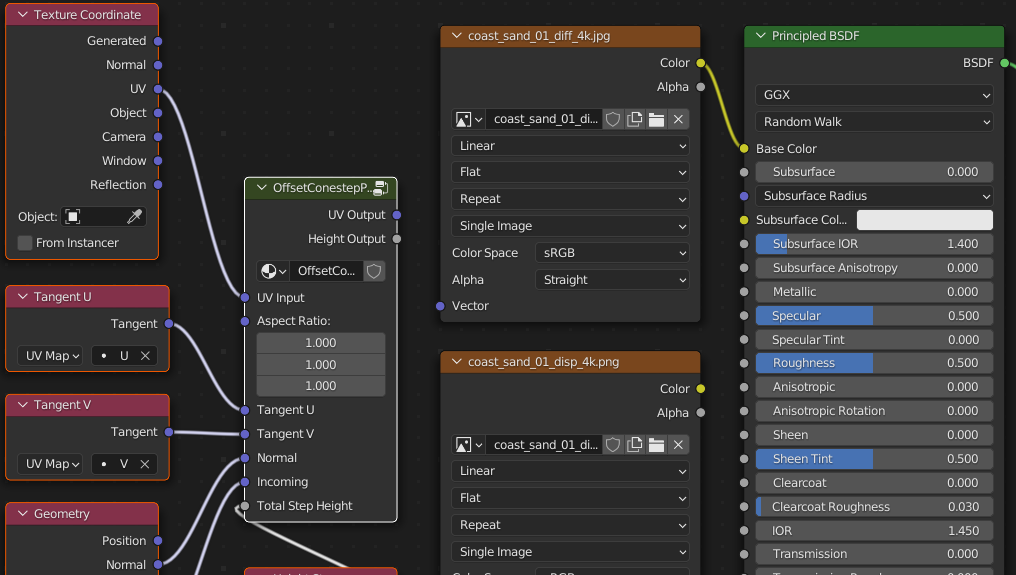 Texture Coordinate
Generated
Normal
UV
Object
Camera
Window
Reflection
Object:
From Instancer
Tangent U
Tangent
UV Map
• U
Tangent V
Tangent
UV Map
• V
Geometry
Position
Normal
OffsetConestepP...
UV Output
Height Output
OffsetCo...
UV Input
Aspect Ratio:
1.000
1.000
1.000
Tangent U
Tangent V
Normal
Incoming
Total Step Height
coast_sand_01_diff_4k.jpg
Color
Alpha
coast_sand_01_di...
Linear
Flat
Repeat
Single Image
Color Space sRGB
Alpha Straight
Vector
coast_sand_01_disp_4k.png
Color
Alpha
coast_sand_01_di...
Linear
Flat
Repeat
Single Image
Principled BSDF
BSDF
GGX
Random Walk
Base Color
Subsurface 0.000
Subsurface Radius
Subsurface Col...
Subsurface IOR 1.400
Subsurface Anisotropy 0.000
Metallic 0.000
Specular 0.500
Specular Tint 0.000
Roughness 0.500
Anisotropic 0.000
Anisotropic Rotation 0.000
Sheen 0.000
Sheen Tint 0.500
Clearcoat 0.000
Clearcoat Roughness 0.030
IOR 1.450
Transmission 0.000